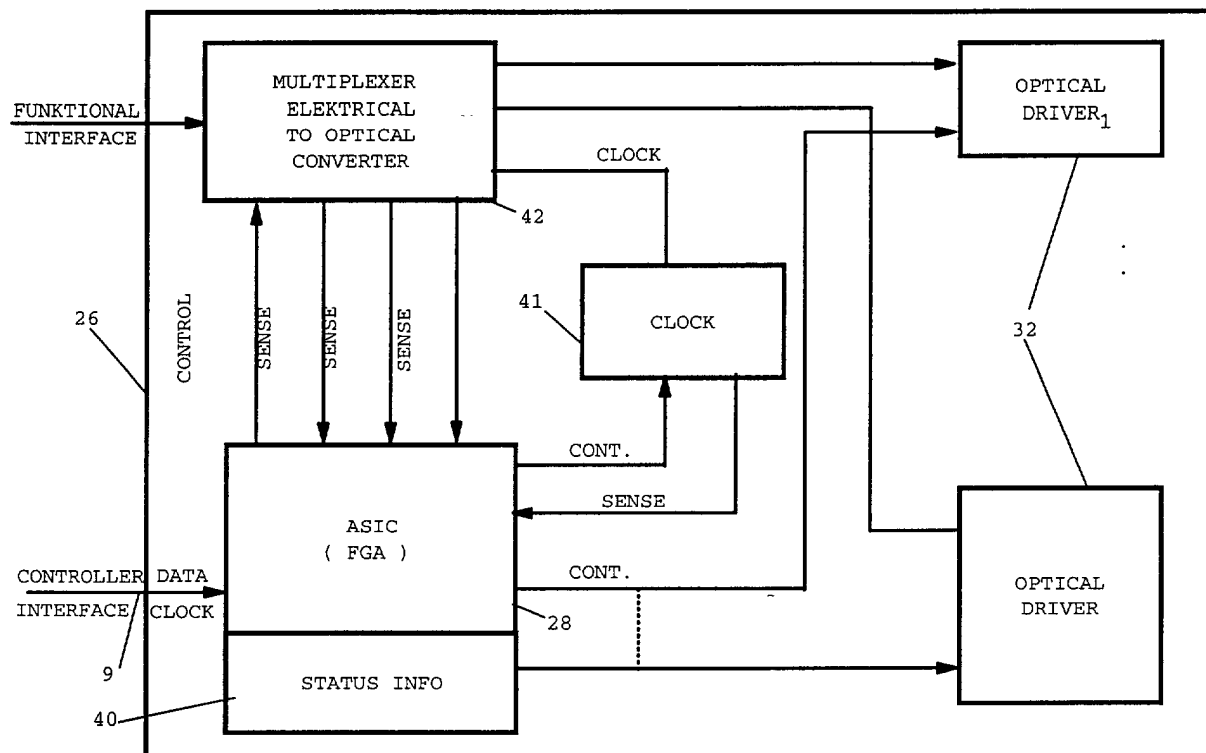 MULTIPLEXER
ELEKTRICAL
TO OPTICAL
CONVERTER
FUNKTIONAL
INTERFACE
OPTICAL
DRIVER1
CLOCK
42
CONTROL
SENSE
SENSE
SENSE
26
41
CLOCK
32
CONT.
SENSE
ASIC
( FGA )
CONTROLLER DATA
INTERFACE CLOCK
CONT.
28
OPTICAL
DRIVER
9
STATUS INFO
40